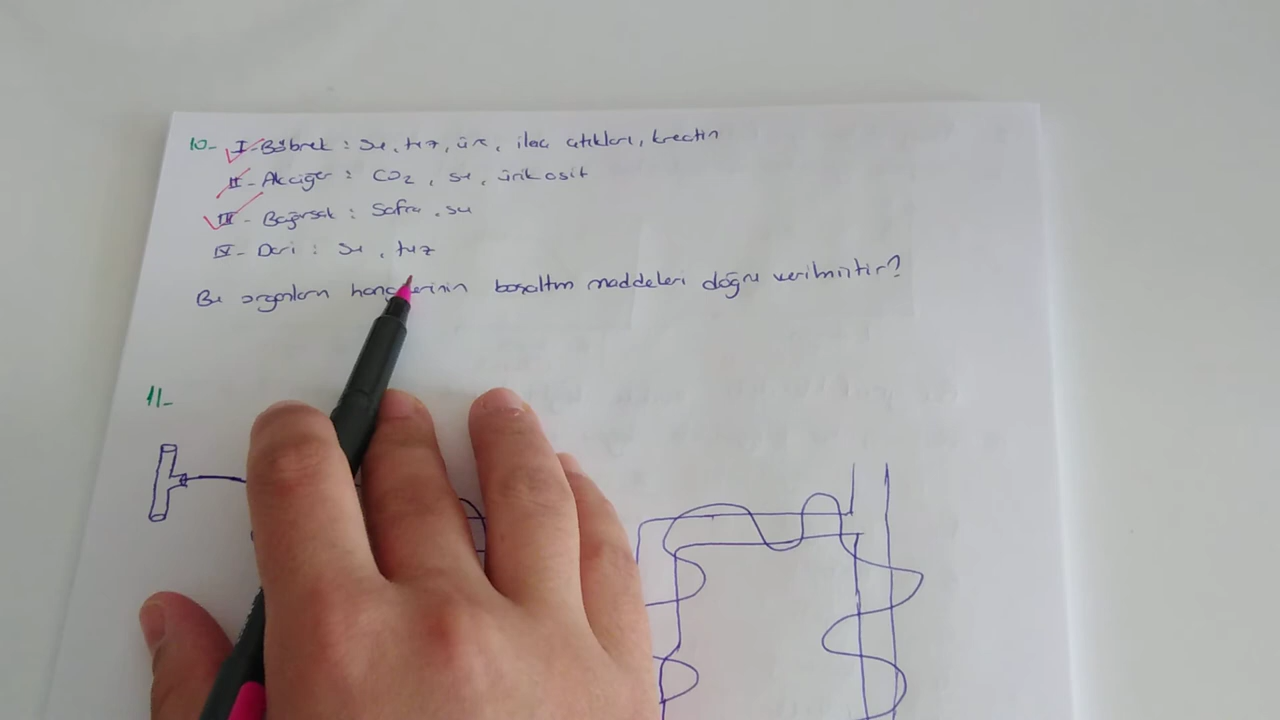 10- I- Böbrek : su, tuz, üre, ilaç atıkları, kreatin
II- Akciğer : CO2, su, ürik asit
III- Bağırsak : Safra, su
IV- Deri : su, tuz
Bu organların hangilerinin boşaltım maddeleri doğru verilmiştir?
11-